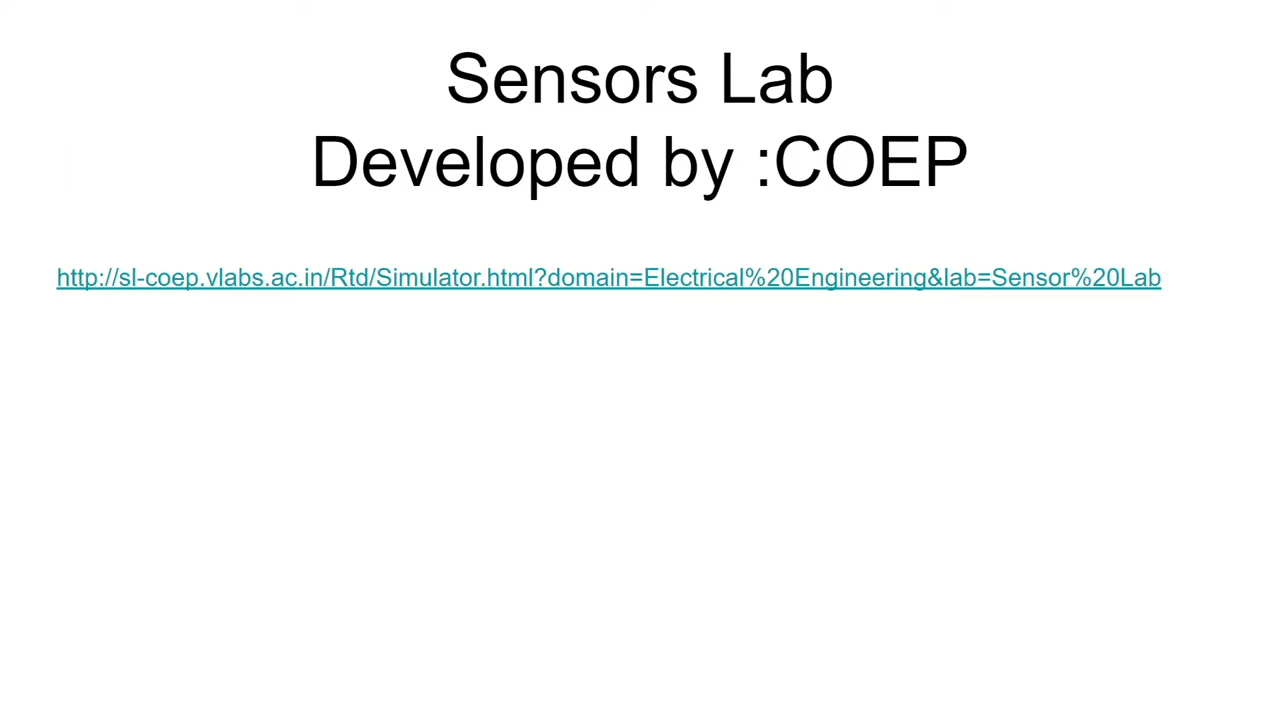 Sensors Lab
Developed by :COEP
http://sl-coep.vlabs.ac.in/Rtd/Simulator.html?domain=Electrical%20Engineering&lab=Sensor%20Lab